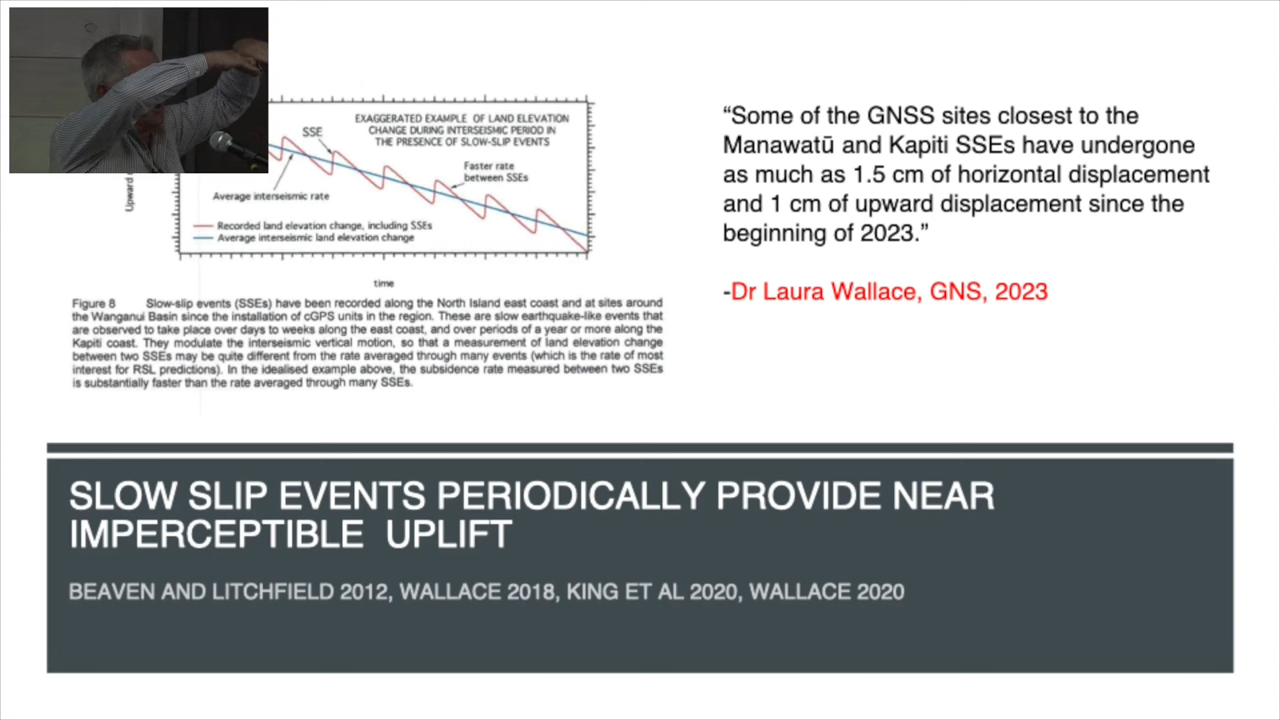 EXAGGERATED EXAMPLE OF LAND ELEVATION
CHANGE DURING INTERSEISMIC PERIOD IN
THE PRESENCE OF SLOW-SLIP EVENTS
SSE
Faster rate
between SSEs
Average interseismic rate
Recorded land elevation change, including SSEs
Average interseismic land elevation change
Upward
time
Figure 8 Slow-slip events (SSEs) have been recorded along the North Island east coast and at sites around
the Wanganui Basin since the installation of cGPS units in the region. These are slow earthquake-like events that
are observed to take place over days to weeks along the east coast, and over periods of a year or more along the
Kapiti coast. They modulate the interseismic vertical motion, so that a measurement of land elevation change
between two SSEs may be quite different from the rate averaged through many events (which is the rate of most
interest for RSL predictions). In the idealised example above, the subsidence rate measured between two SSEs
is substantially faster than the rate averaged through many SSEs.
“Some of the GNSS sites closest to the
Manawatū and Kapiti SSEs have undergone
as much as 1.5 cm of horizontal displacement
and 1 cm of upward displacement since the
beginning of 2023.”
-Dr Laura Wallace, GNS, 2023
SLOW SLIP EVENTS PERIODICALLY PROVIDE NEAR
IMPERCEPTIBLE UPLIFT
BEAVEN AND LITCHFIELD 2012, WALLACE 2018, KING ET AL 2020, WALLACE 2020